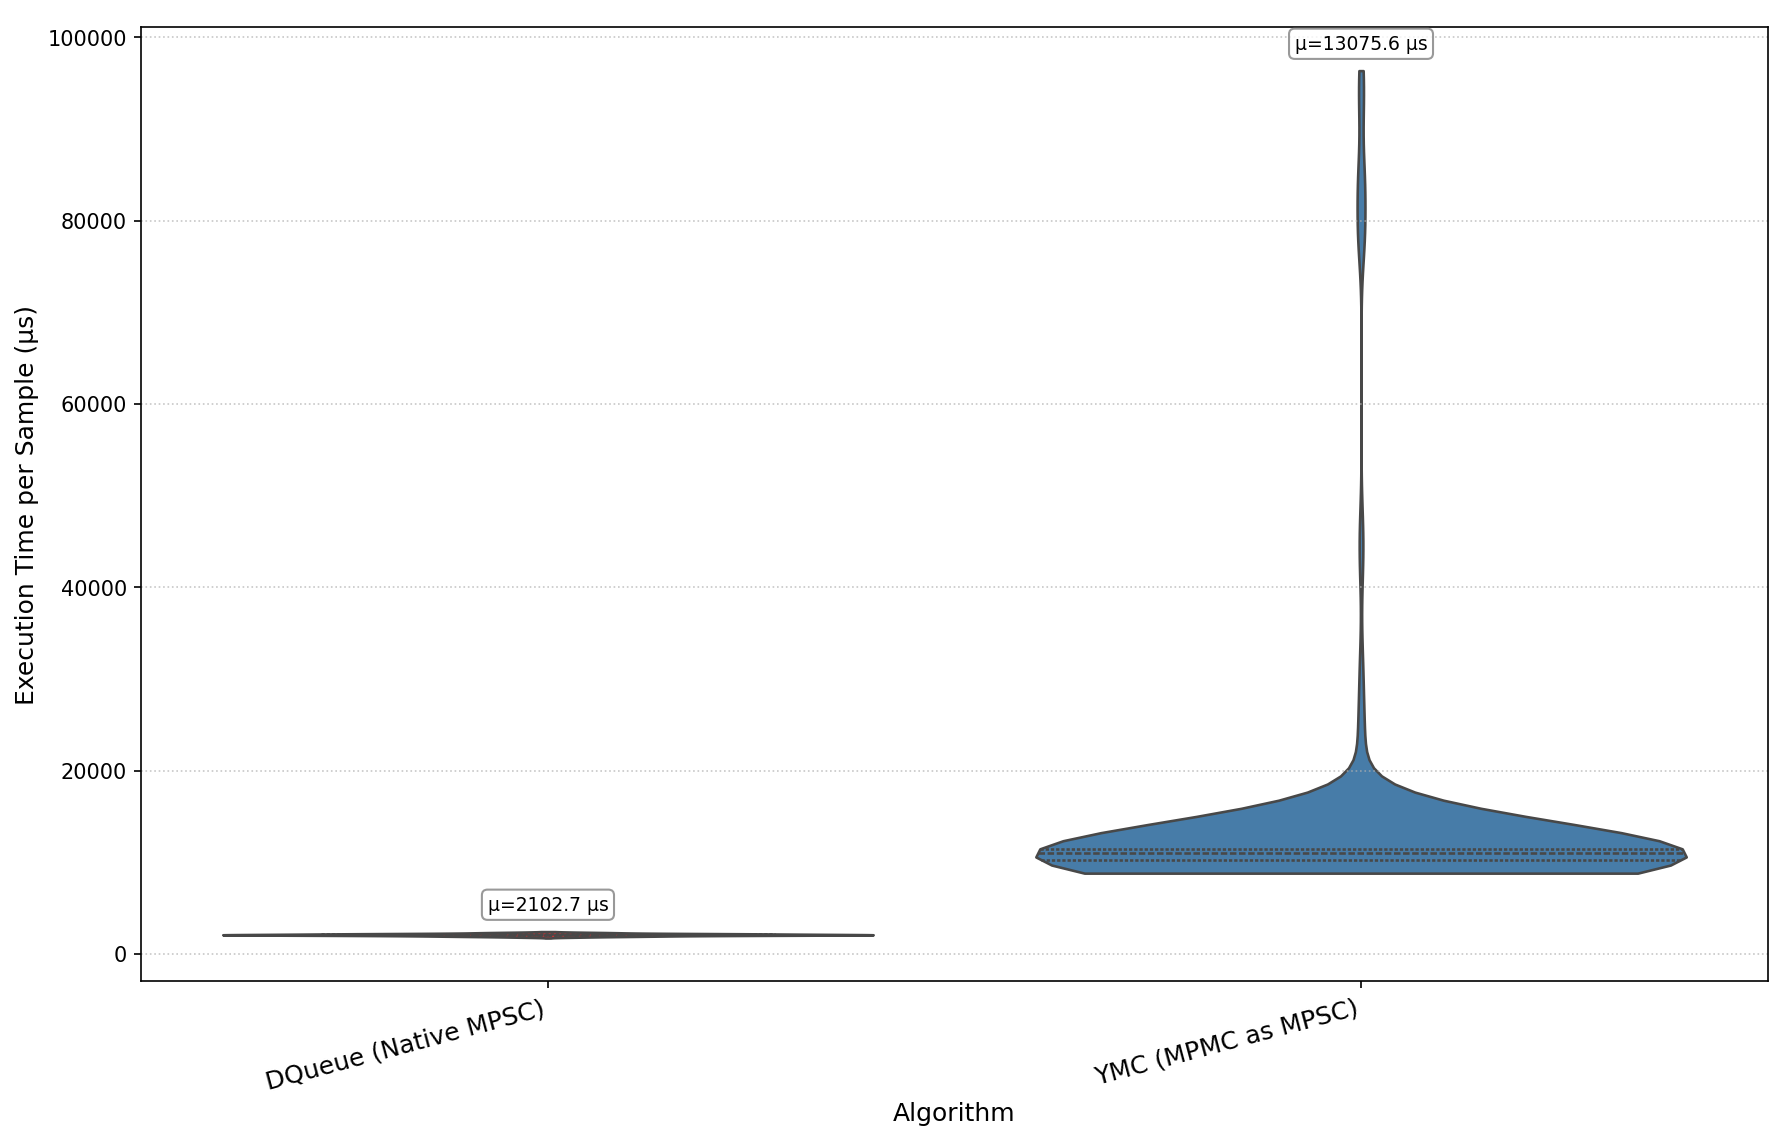 100000
80000
60000
40000
20000
0
Execution Time per Sample (µs)
µ=13075.6 µs
µ=2102.7 µs
DQueue (Native MPSC)
YMC (MPMC as MPSC)
Algorithm